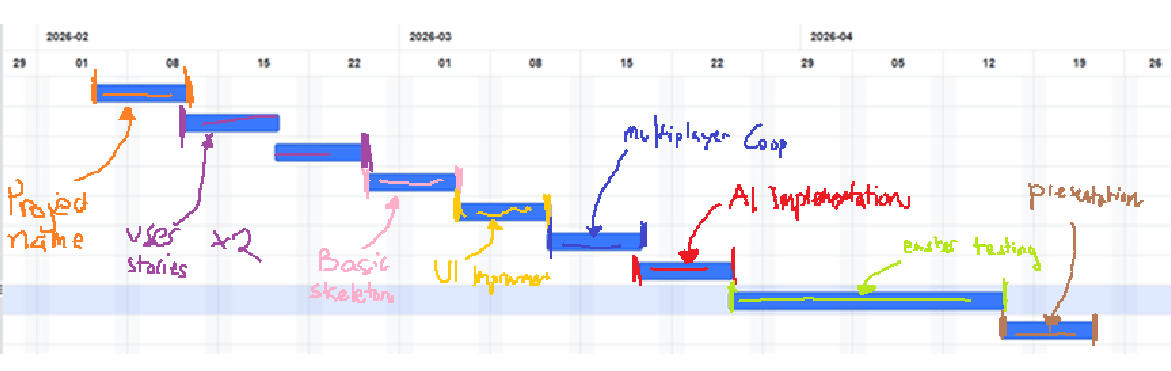 2026-02 2026-03 2026-04
29 01 08 15 22 01 08 15 22 29 05 12 19 26
Multiplayer Coop
AI Implementation
presentation
Project
name
User
stories
x2
Basic
skeleton
UI
easter testing